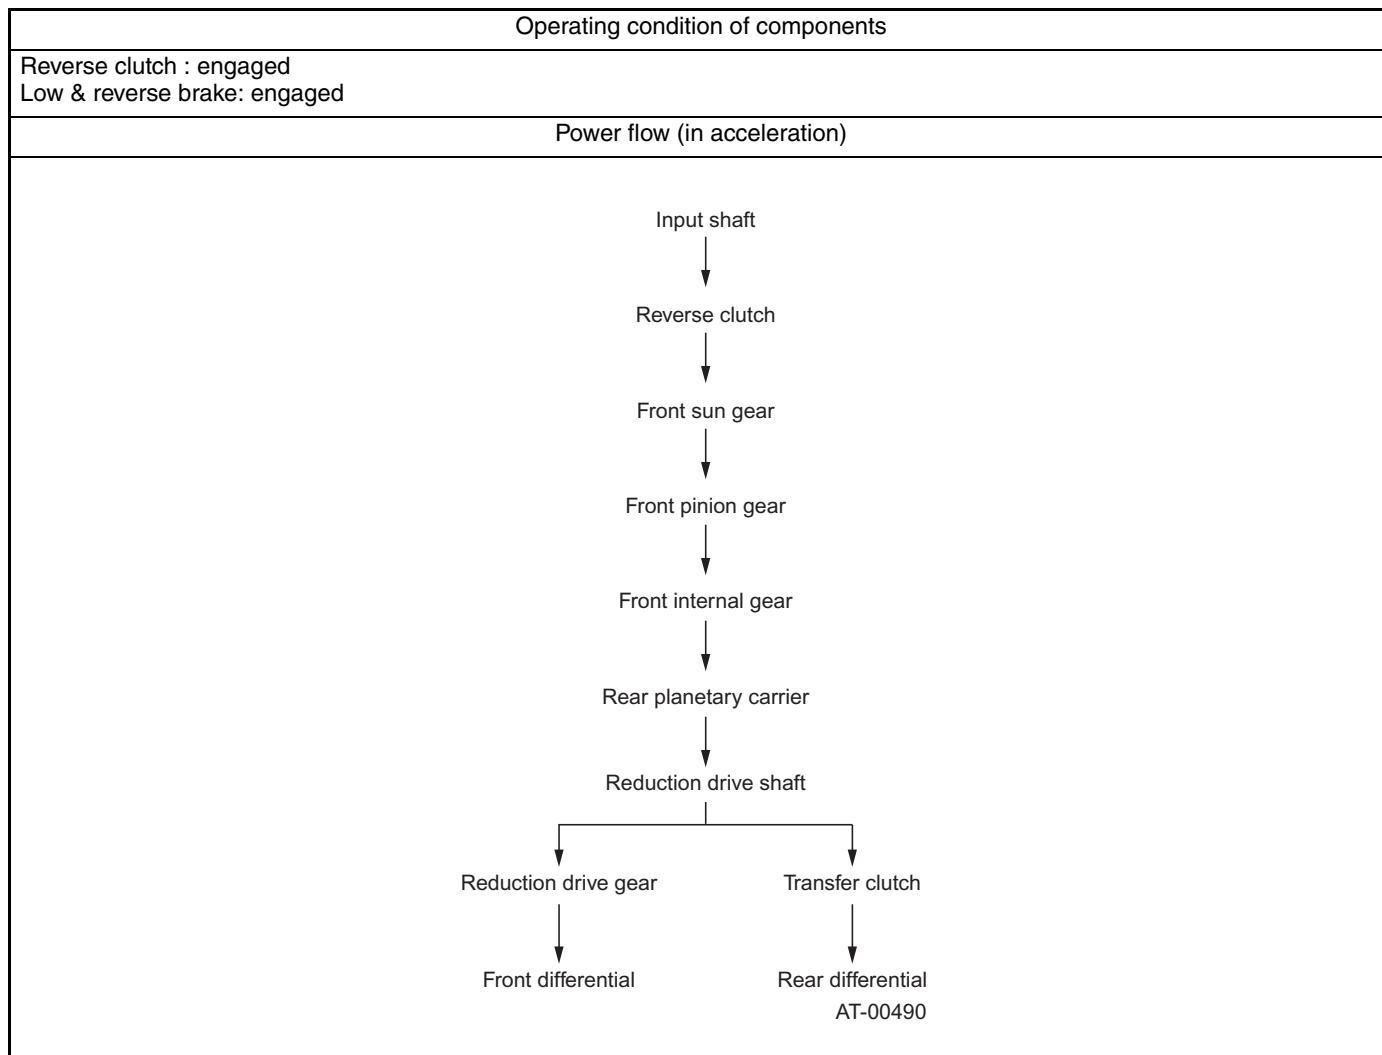 Operating condition of components
Reverse clutch : engaged
Low & reverse brake: engaged
Power flow (in acceleration)
Input shaft
Reverse clutch
Front sun gear
Front pinion gear
Front internal gear
Rear planetary carrier
Reduction drive shaft
Reduction drive gear
Transfer clutch
Front differential
Rear differential
AT-00490